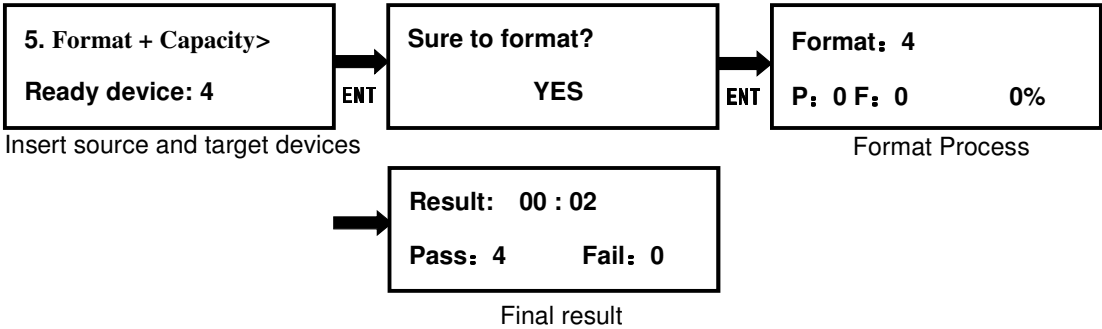 5. Format + Capacity>
Ready device: 4
ENT
Sure to format?
YES
ENT
Format：4
P：0 F：0 0%
Insert source and target devices
Format Process
Result: 00 : 02
Pass：4 Fail：0
Final result